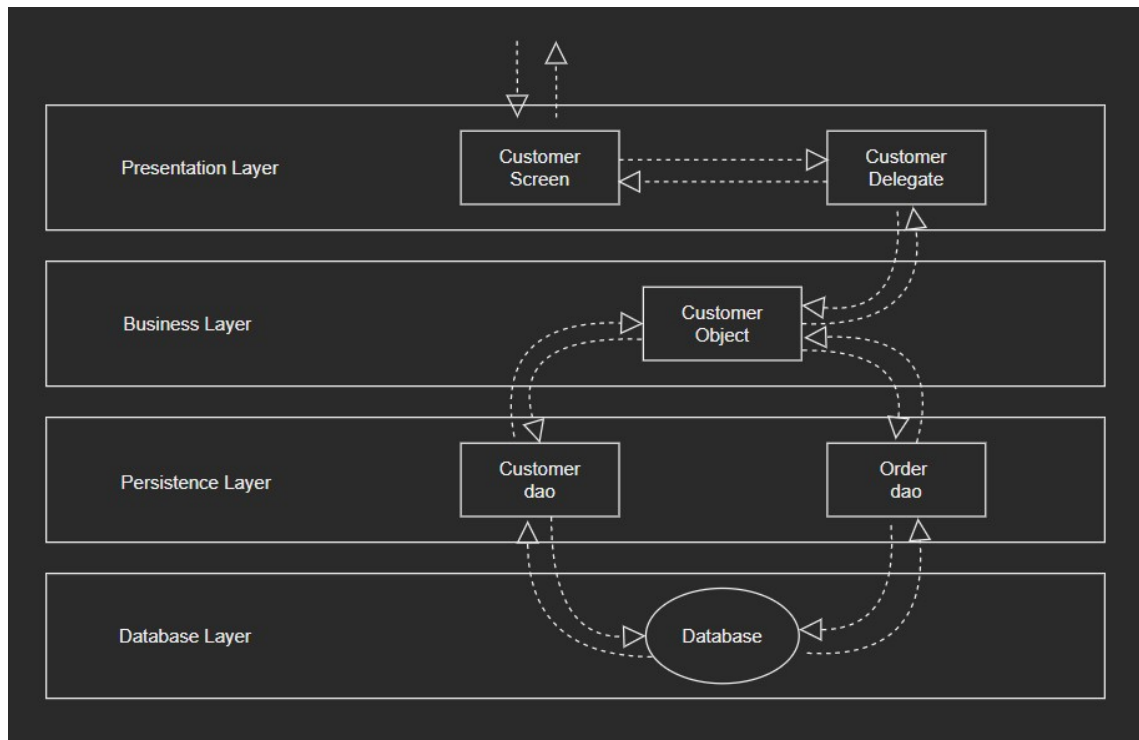 Presentation Layer
Customer
Screen
Customer
Delegate
Business Layer
Customer
Object
Persistence Layer
Customer
dao
Order
dao
Database Layer
Database